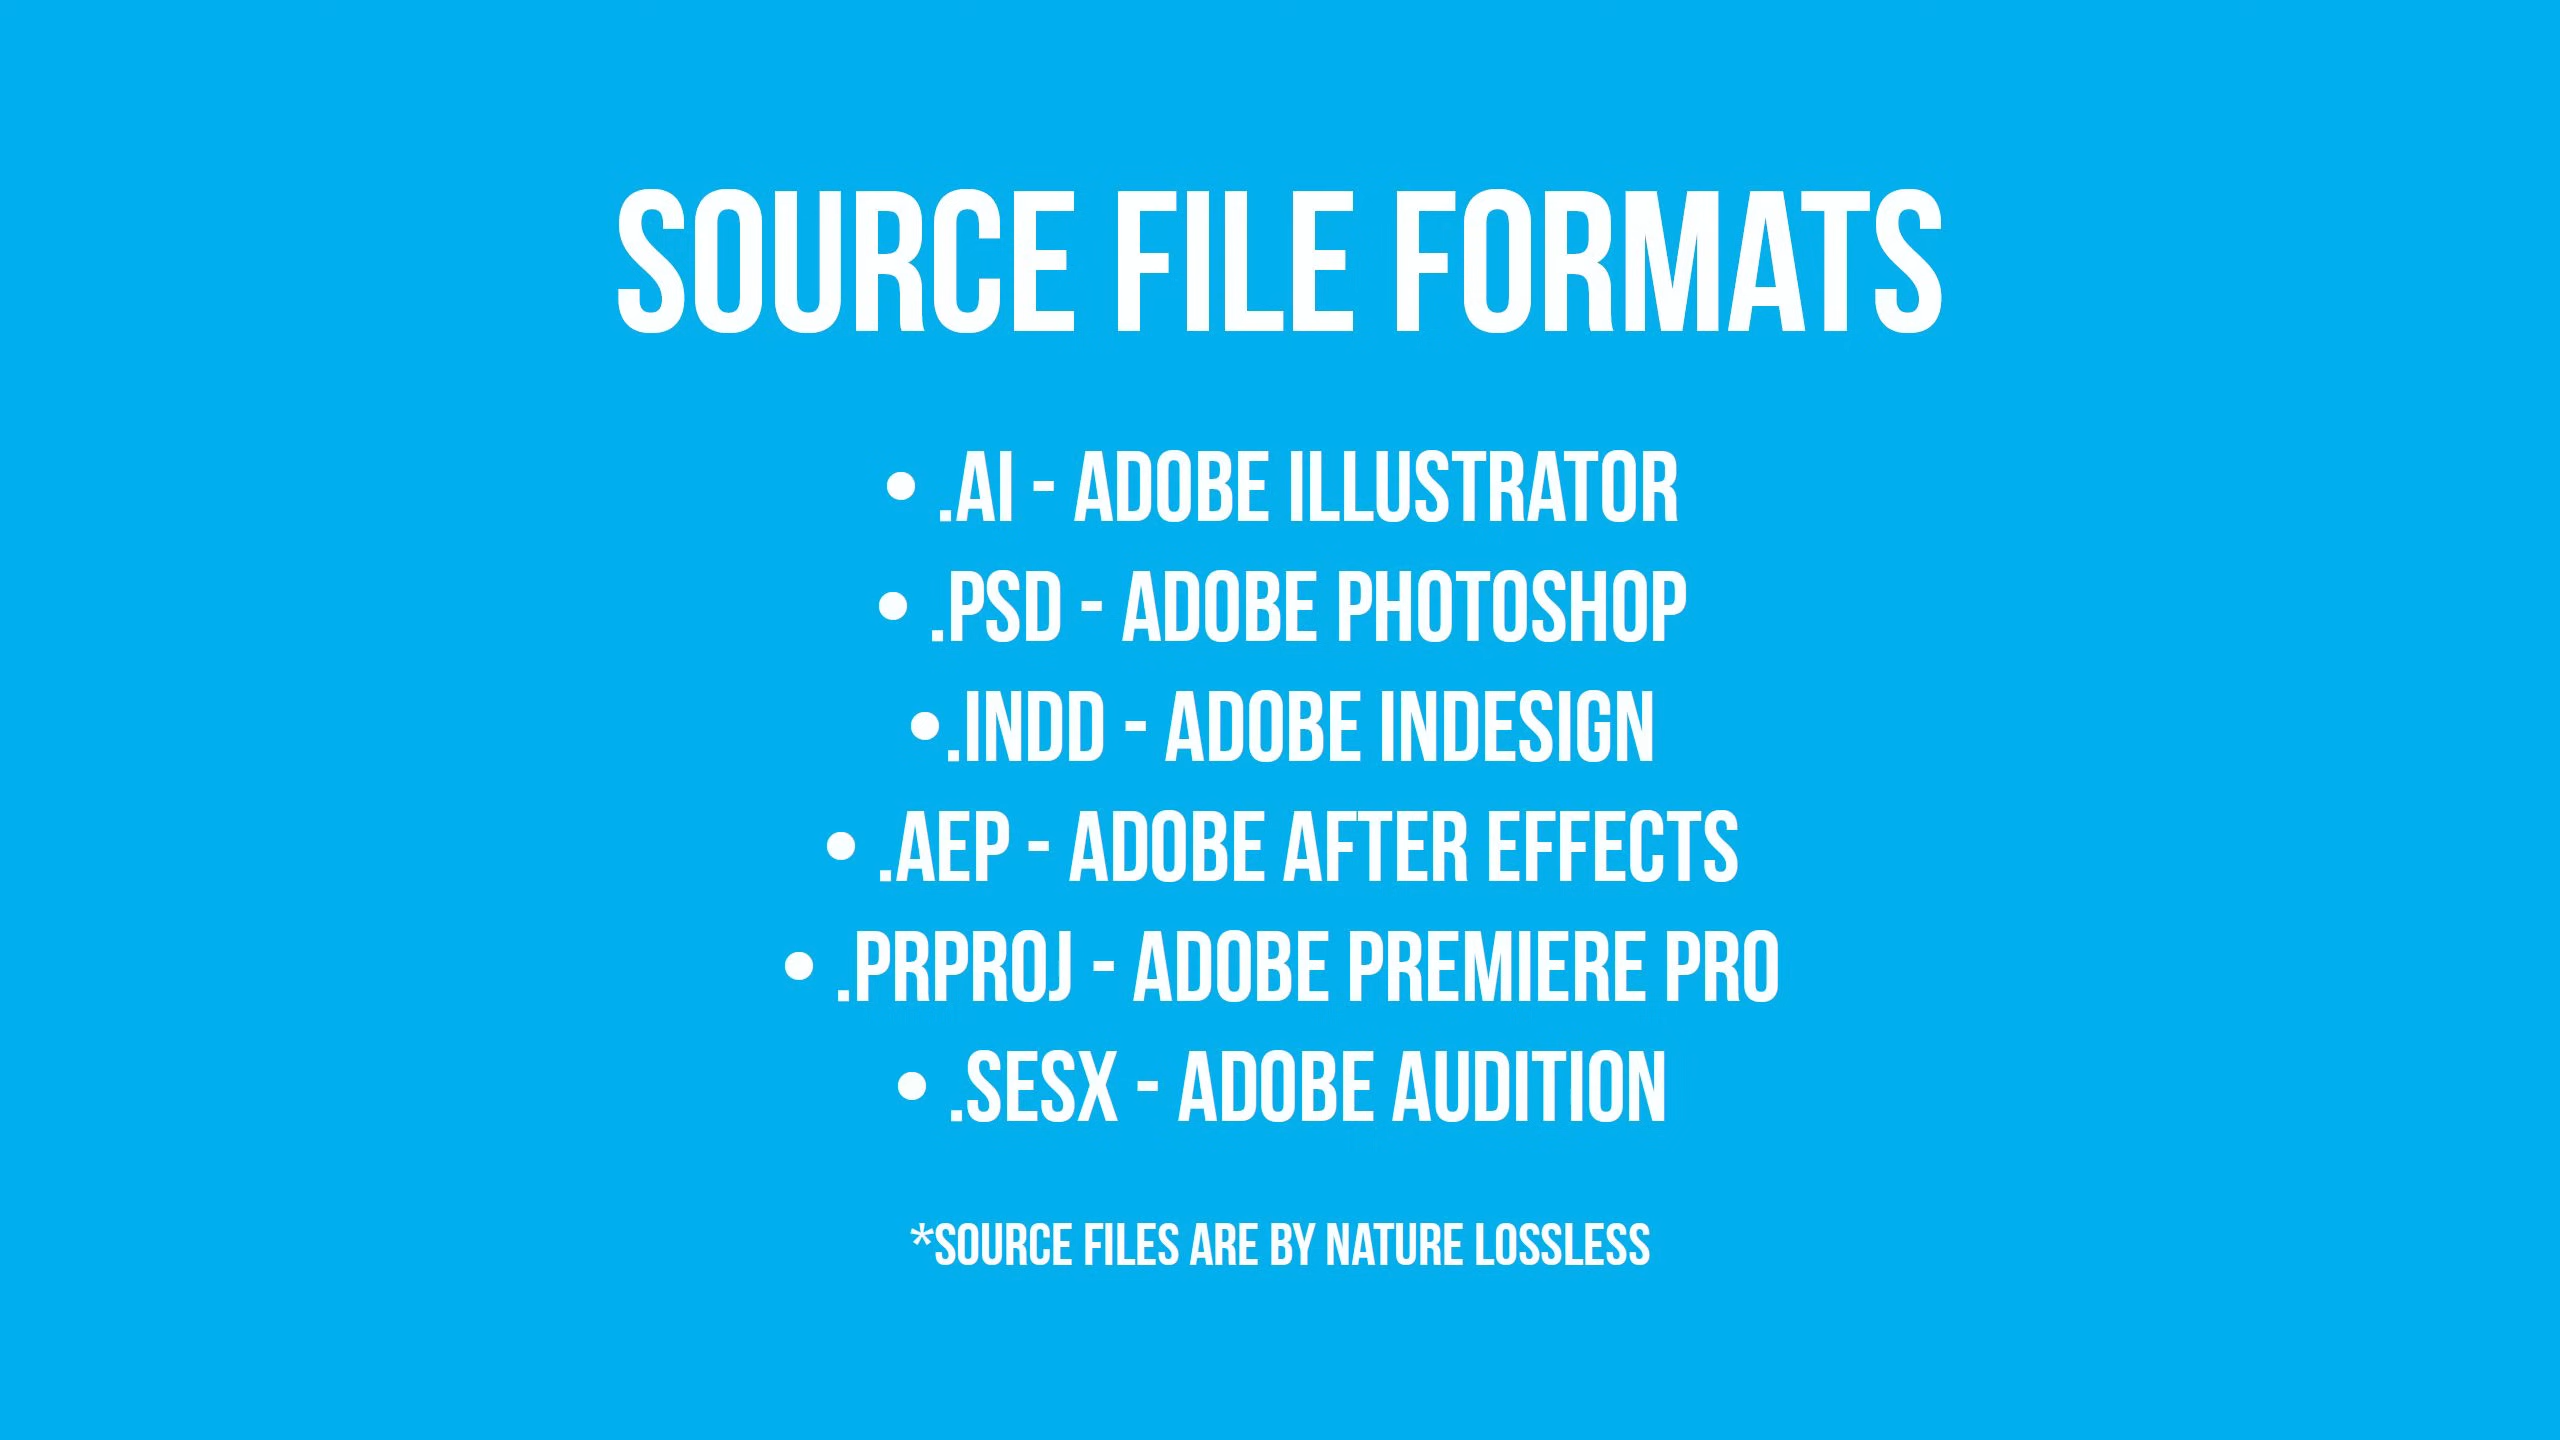 SOURCE FILE FORMATS
• .AI - ADOBE ILLUSTRATOR
• .PSD - ADOBE PHOTOSHOP
•.INDD - ADOBE INDESIGN
• .AEP - ADOBE AFTER EFFECTS
• .PRPROJ - ADOBE PREMIERE PRO
• .SESX - ADOBE AUDITION
*SOURCE FILES ARE BY NATURE LOSSLESS